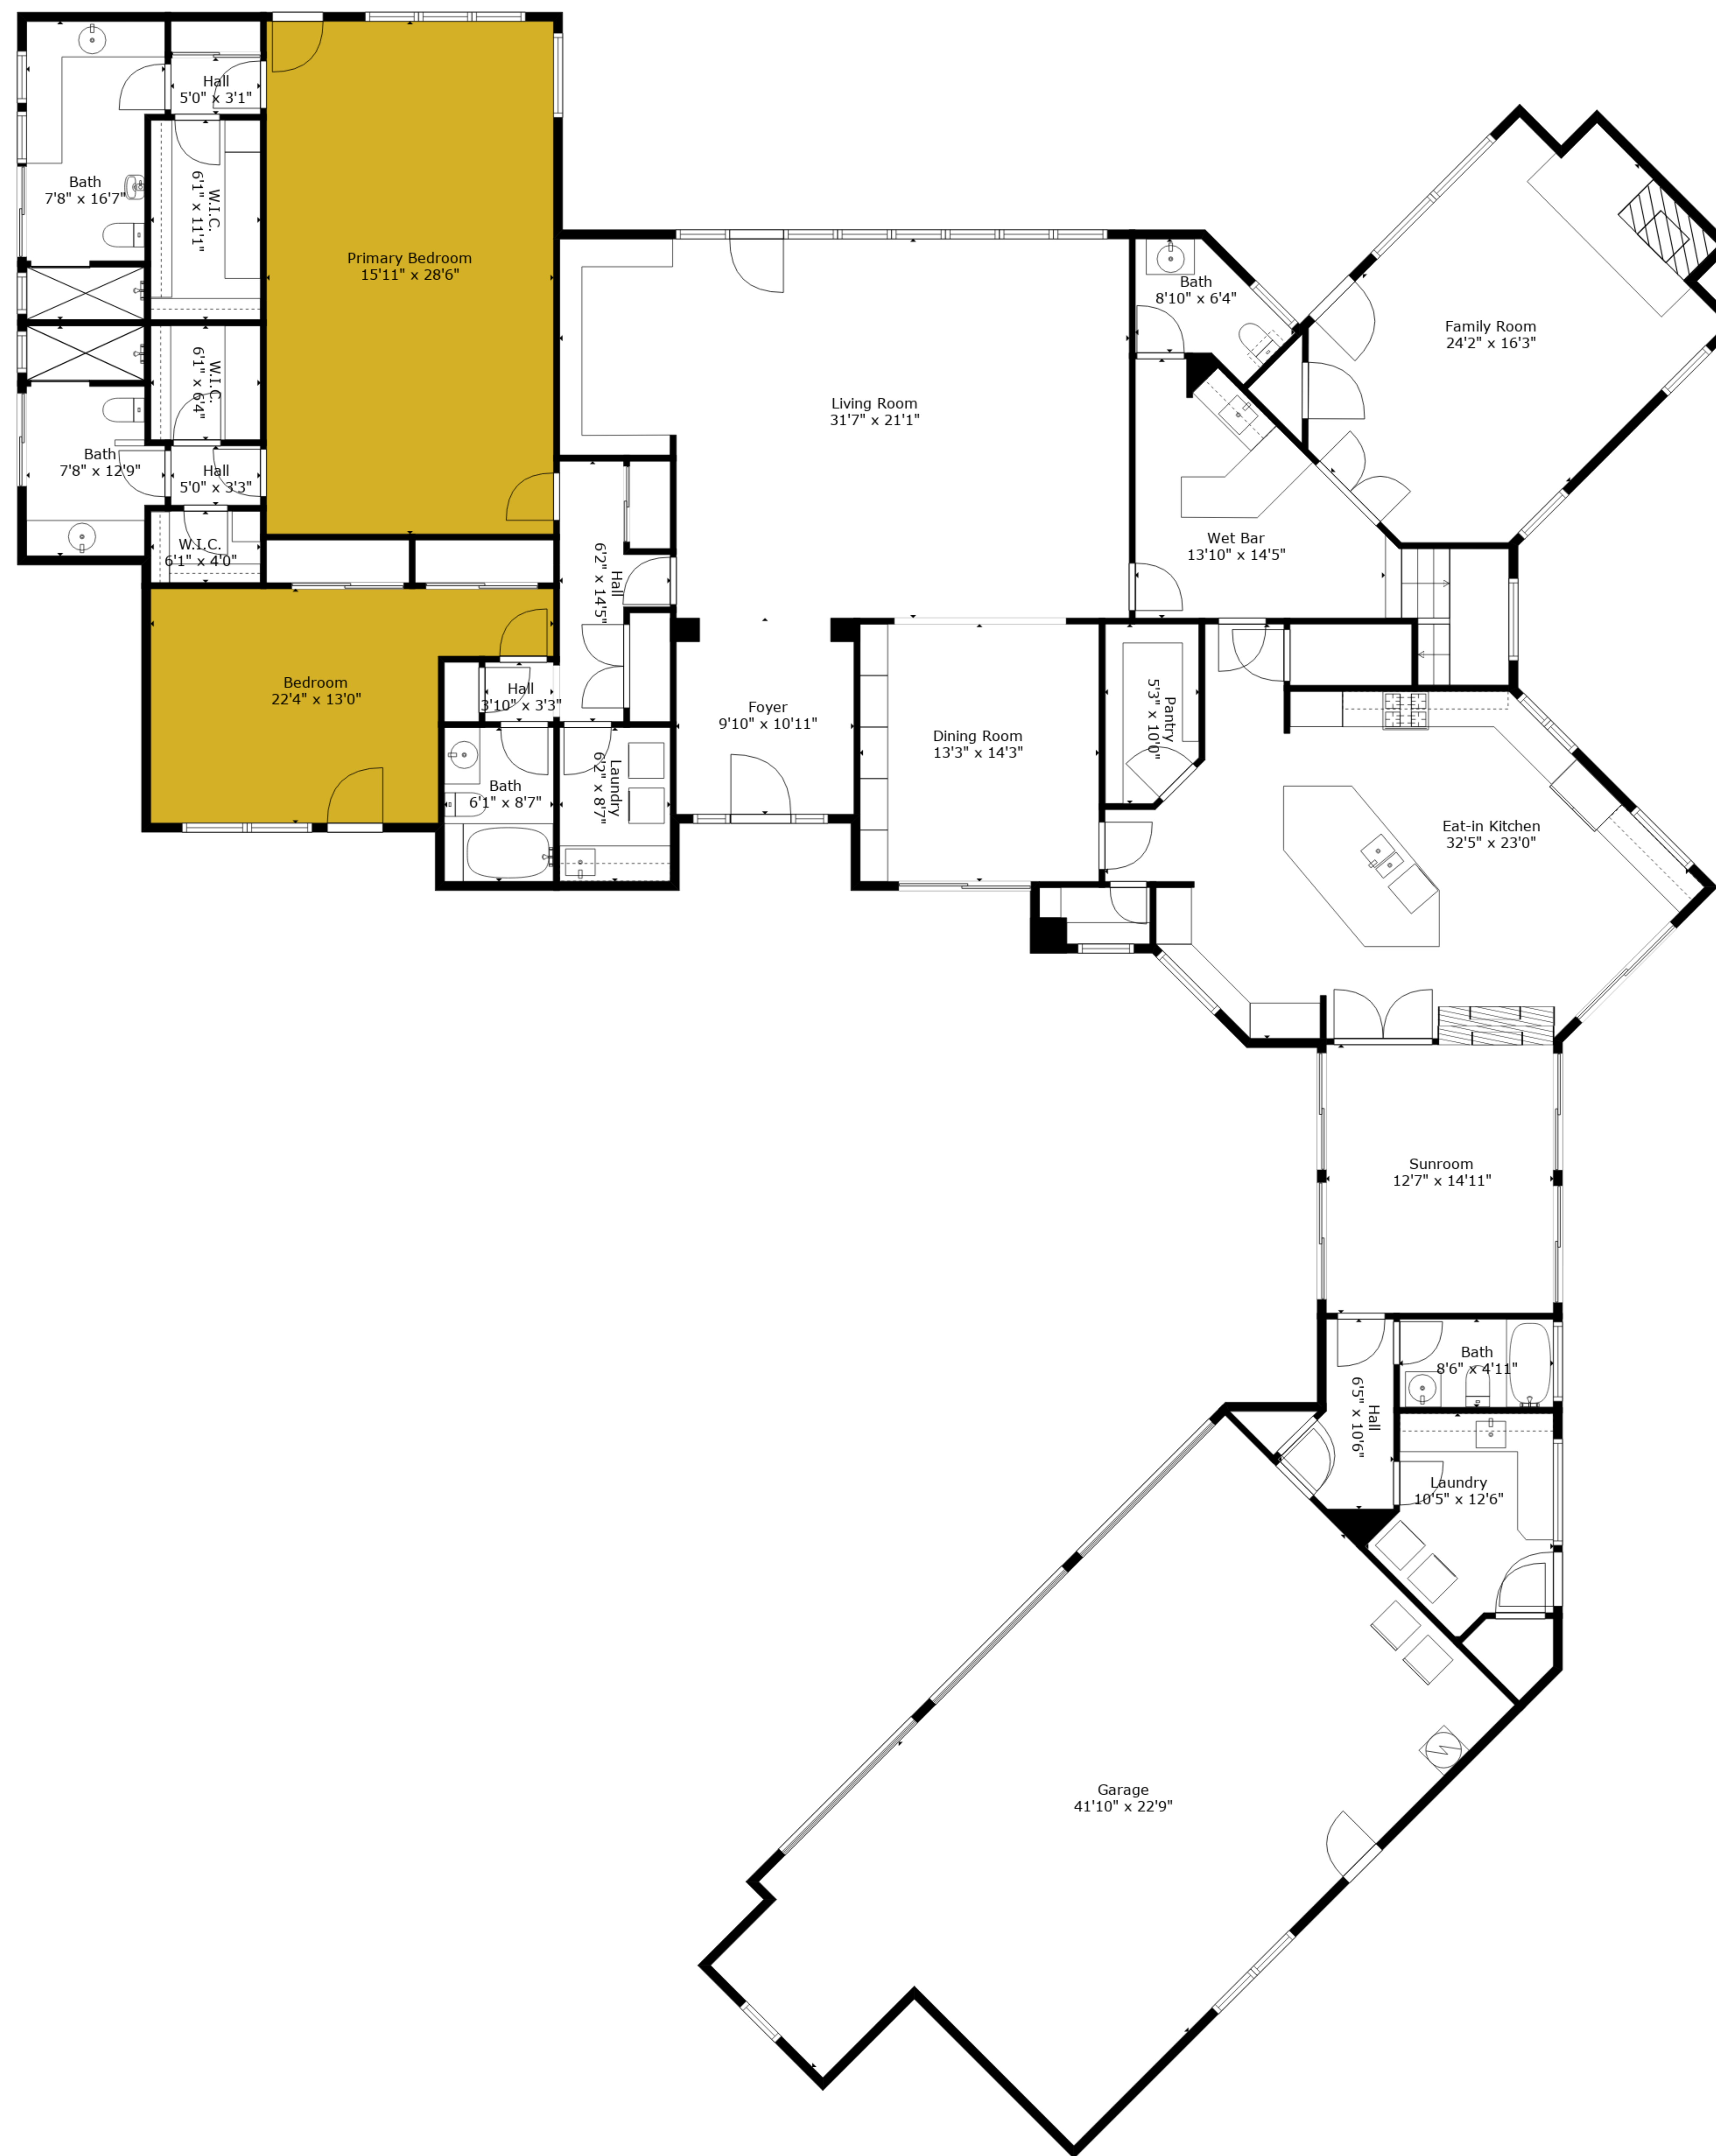 Hall
5'0" x 3'1"
Bath
7'8" x 16'7"
W.I.C.
6'1" x 11'1"
Primary Bedroom
15'11" x 28'6"
Bath
8'10" x 6'4"
Family Room
24'2" x 16'3"
W.I.C.
6'1" x 6'4"
Living Room
31'7" x 21'1"
Bath
7'8" x 12'9"
Hall
5'0" x 3'3"
W.I.C.
6'1" x 4'0"
Hall
6'2" x 14'5"
Wet Bar
13'10" x 14'5"
Bedroom
22'4" x 13'0"
Hall
3'10" x 3'3"
Foyer
9'10" x 10'11"
Dining Room
13'3" x 14'3"
Pantry
5'3" x 10'0"
Bath
6'1" x 8'7"
Laundry
6'2" x 8'7"
Eat-in Kitchen
32'5" x 23'0"
Sunroom
12'7" x 14'11"
Bath
8'6" x 4'11"
Hall
6'5" x 10'6"
Laundry
10'5" x 12'6"
Garage
41'10" x 22'9"